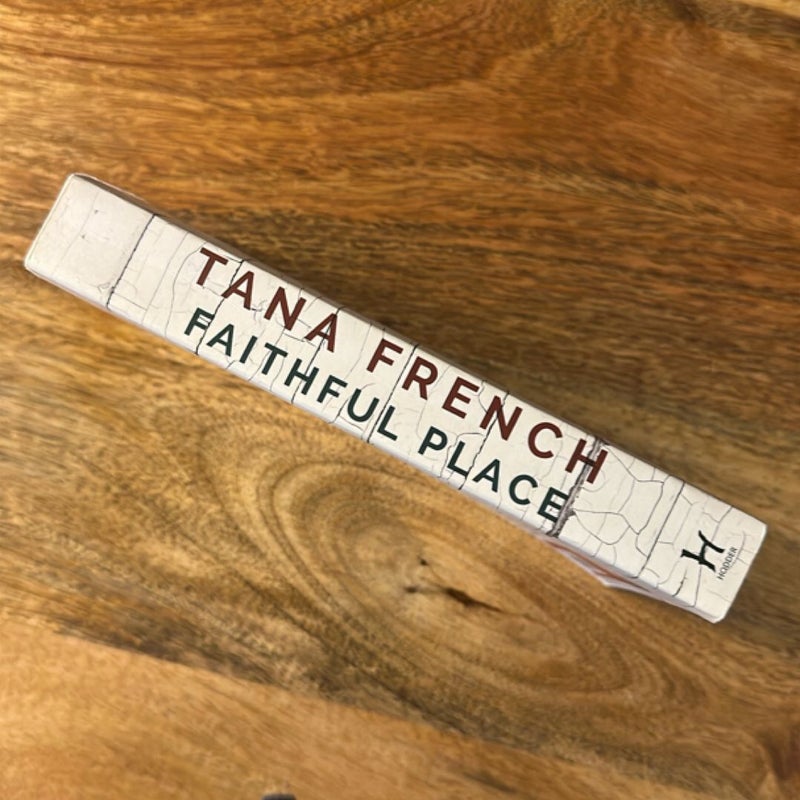 TANA FRENCH
FAITHFUL PLACE
H
HODDER